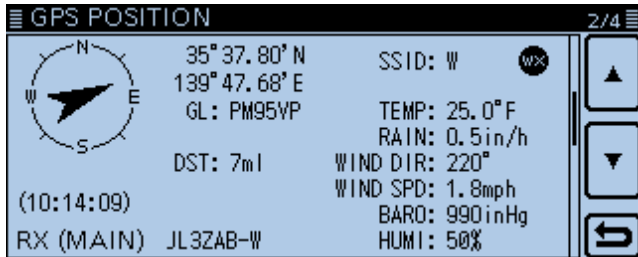 GPS POSITION 2/4
N
W E
S
35°37.80'N
139°47.68'E
GL: PM95VP
DST: 7ml
(10:14:09)
RX (MAIN) JL3ZAB-W
SSID: W WX
TEMP: 25.0°F
RAIN: 0.5in/h
WIND DIR: 220°
WIND SPD: 1.8mph
BARO: 990inHg
HUMI: 50%